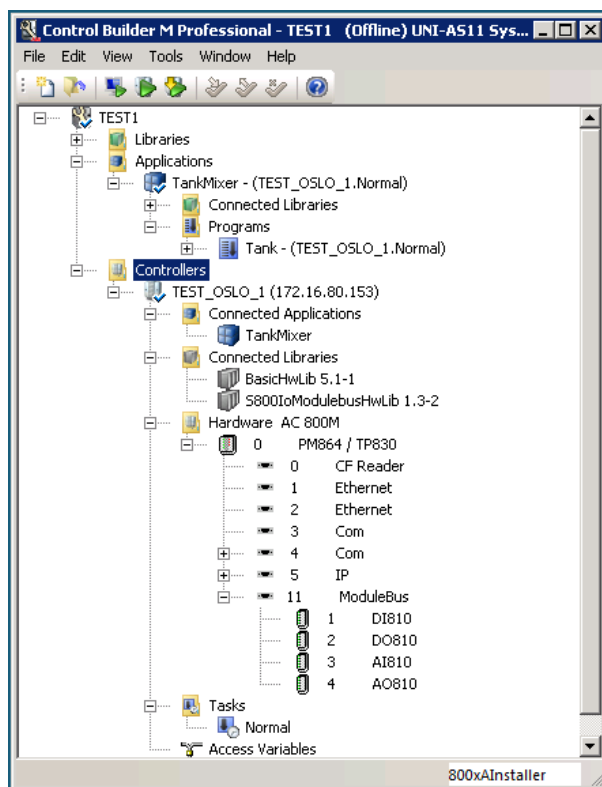 Control Builder M Professional - TEST1 (Offline) UNI-AS11 Sys...
File Edit View Tools Window Help
TEST1
Libraries
Applications
TankMixer - (TEST_OSLO_1.Normal)
Connected Libraries
Programs
Tank - (TEST_OSLO_1.Normal)
Controllers
TEST_OSLO_1 (172.16.80.153)
Connected Applications
TankMixer
Connected Libraries
BasicHwLib 5.1-1
S800IoModulebusHwLib 1.3-2
Hardware AC 800M
0 PM864 / TP830
0 CF Reader
1 Ethernet
2 Ethernet
3 Com
4 Com
5 IP
11 ModuleBus
1 DI810
2 DO810
3 AI810
4 AO810
Tasks
Normal
Access Variables
800xAInstaller